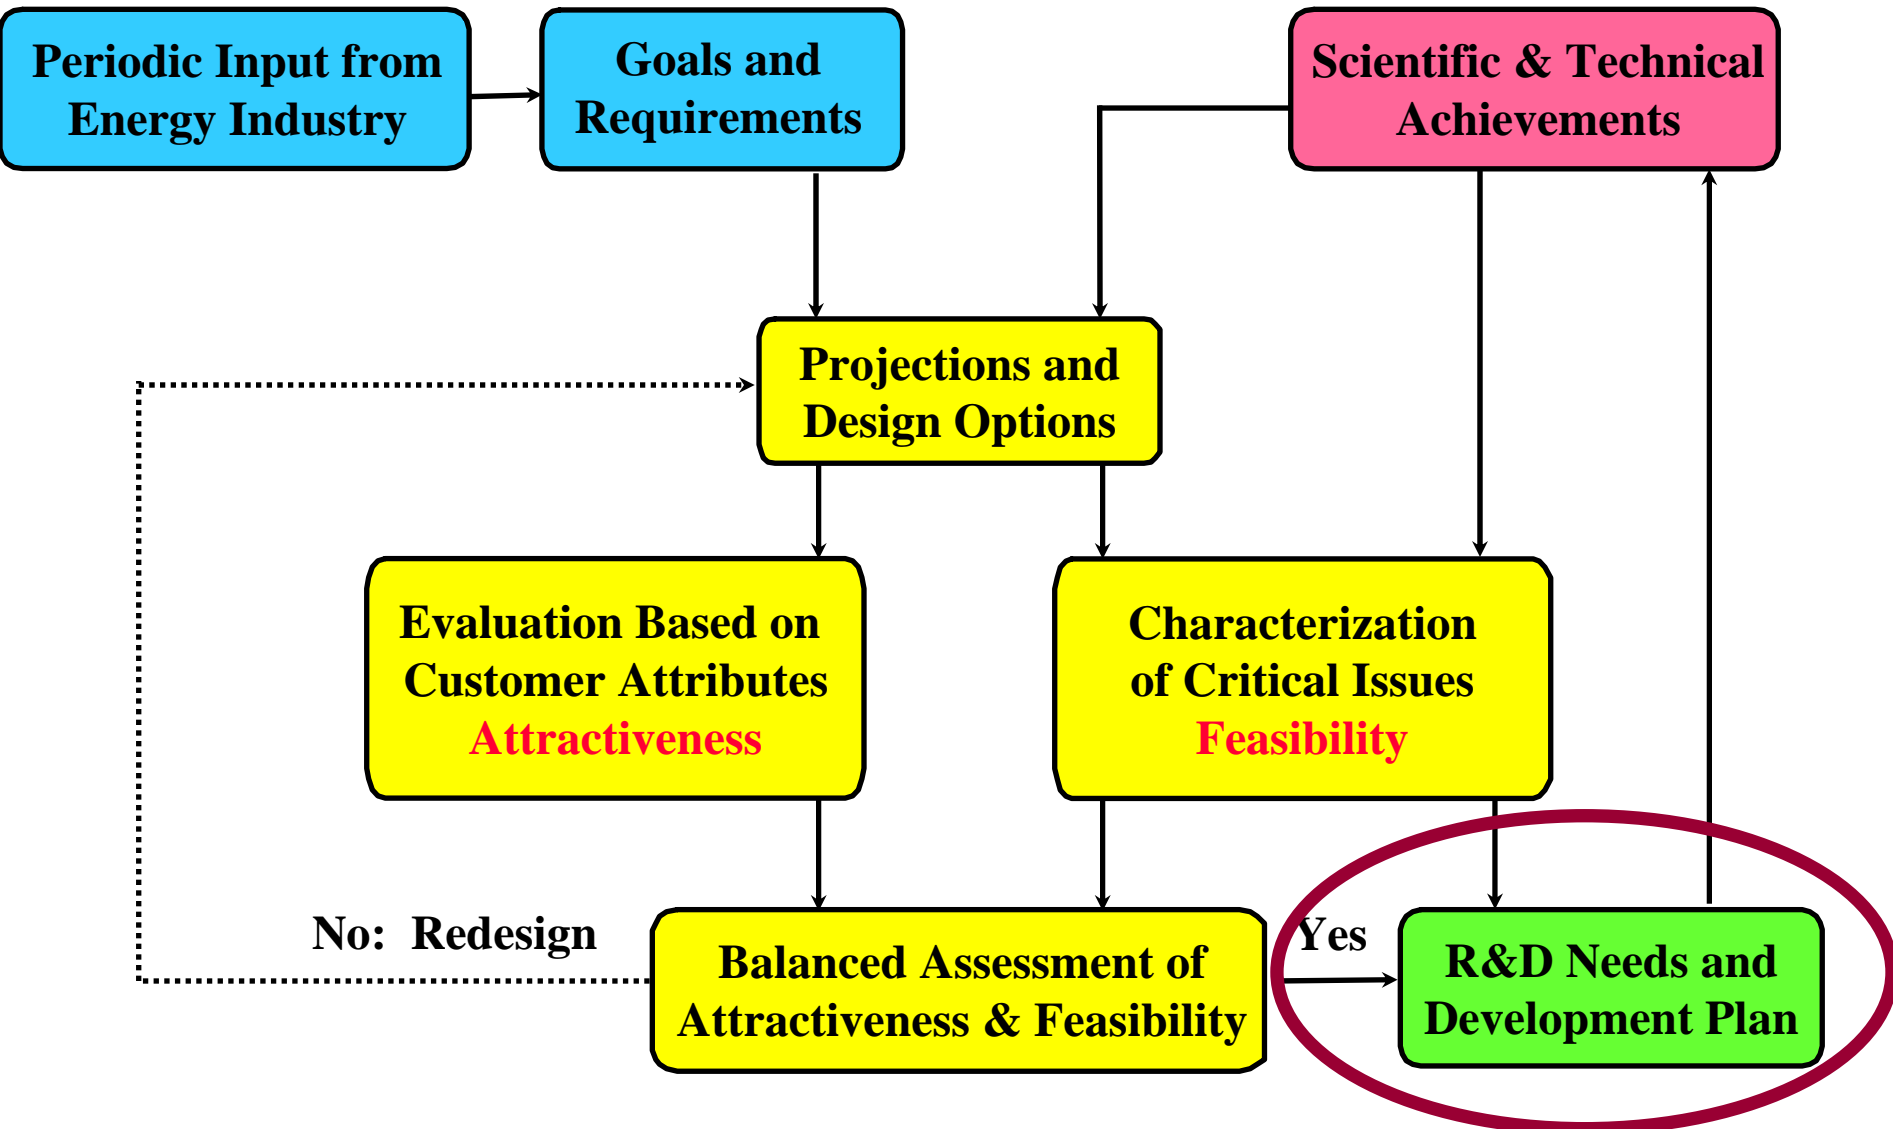 Periodic Input from
Energy Industry
Goals and
Requirements
Scientific & Technical
Achievements
Projections and
Design Options
Evaluation Based on
Customer Attributes
Attractiveness
Characterization
of Critical Issues
Feasibility
No: Redesign
Balanced Assessment of
Attractiveness & Feasibility
Yes
R&D Needs and
Development Plan